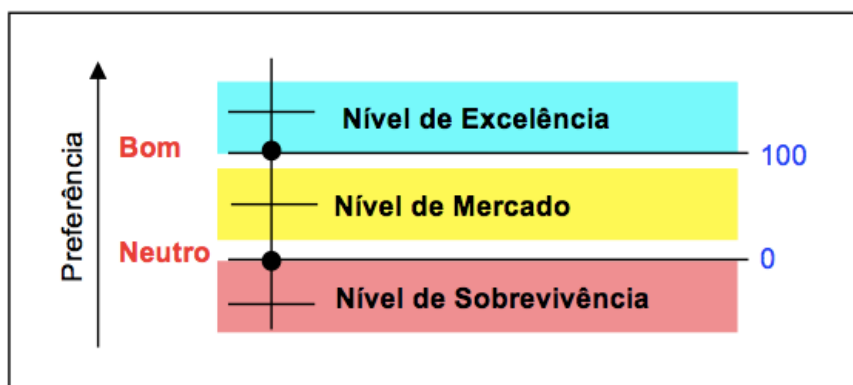 Preferência
Nível de Excelência
Bom
100
Nível de Mercado
Neutro
0
Nível de Sobrevivência